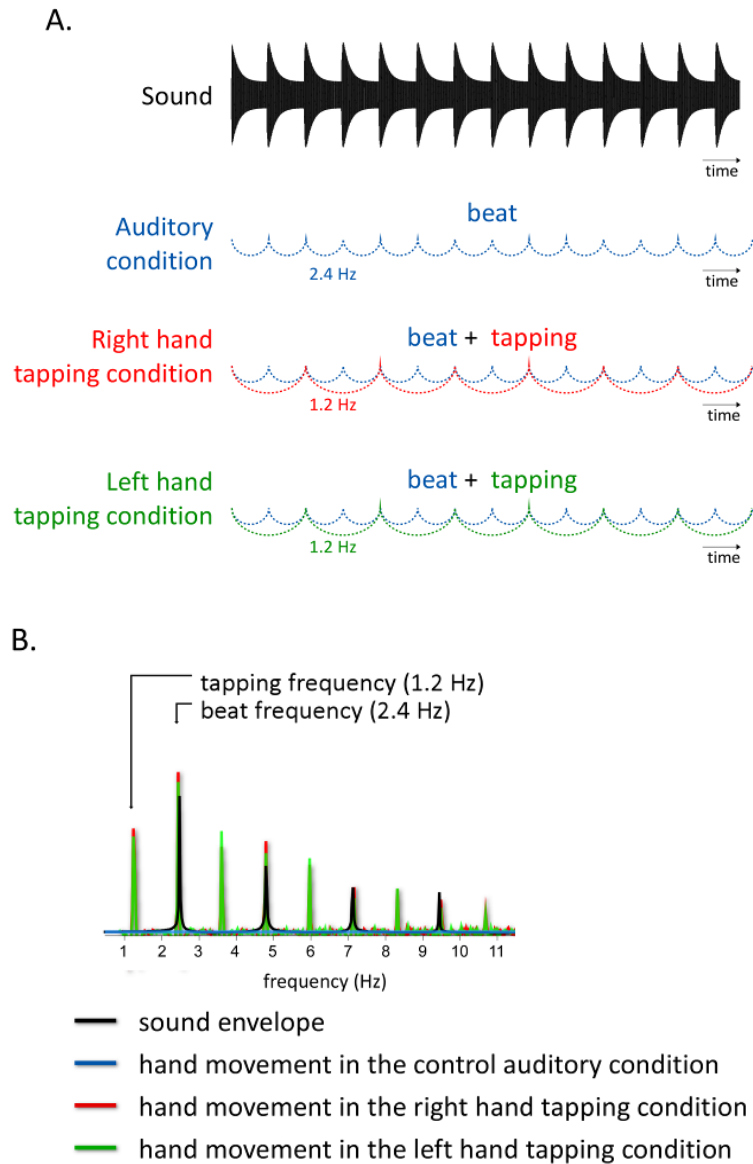 A.
Sound
time
Auditory
condition
beat
2.4 Hz
time
Right hand
tapping condition
beat + tapping
1.2 Hz
time
Left hand
tapping condition
beat + tapping
1.2 Hz
time
B.
tapping frequency (1.2 Hz)
beat frequency (2.4 Hz)
1 2 3 4 5 6 7 8 9 10 11
frequency (Hz)
sound envelope
hand movement in the control auditory condition
hand movement in the right hand tapping condition
hand movement in the left hand tapping condition